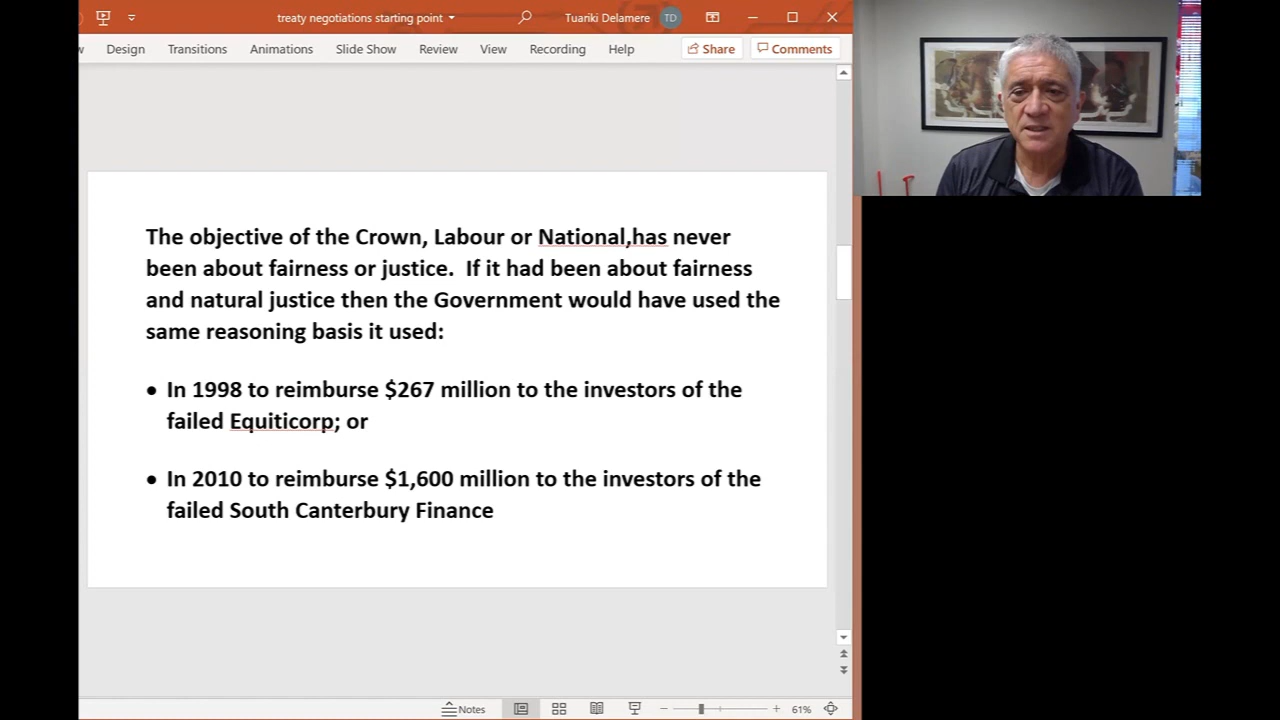 treaty negotiations starting point
Tuariki Delamere
TD
Design
Transitions
Animations
Slide Show
Review
View
Recording
Help
Share
Comments
The objective of the Crown, Labour or National,has never
been about fairness or justice.  If it had been about fairness
and natural justice then the Government would have used the
same reasoning basis it used:
• In 1998 to reimburse $267 million to the investors of the
failed Equiticorp; or
• In 2010 to reimburse $1,600 million to the investors of the
failed South Canterbury Finance
Notes
61%